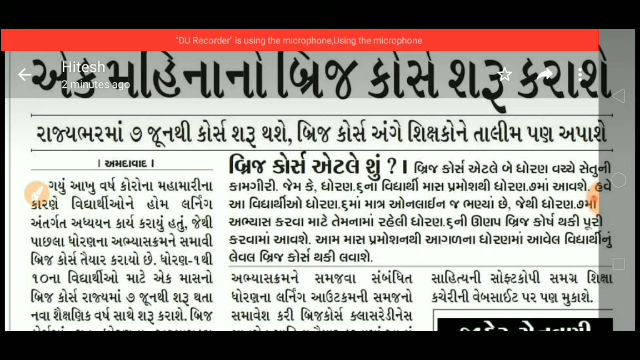 "DU Recorder" is using the microphone,Using the microphone
Hitesh
2 minutes ago
એક મહિનાનો બ્રિજ કોર્સ શરૂ કરાશે
રાજ્યભરમાં ૭ જૂનથી કોર્સ શરૂ થશે, બ્રિજ કોર્સ અંગે શિક્ષકોને તાલીમ પણ અપાશે
। અમદાવાદ ।
ગયું આખુ વર્ષ કોરોના મહામારીના
કારણે વિદ્યાર્થીઓને હોમ લર્નિંગ
અંતર્ગત અધ્યયન કાર્ય કરાયું હતું, જેથી
પાછલા ધોરણના અભ્યાસક્રમને સમાવી
બ્રિજ કોર્સ તૈયાર કરાયો છે. ધોરણ-૧થી
૧૦ના વિદ્યાર્થીઓ માટે એક માસનો
બ્રિજ કોર્સ રાજ્યમાં ૭ જૂનથી શરૂ થતા
નવા શૈક્ષણિક વર્ષ સાથે શરૂ કરાશે. બ્રિજ
બ્રિજ કોર્સ એટલે શું ? । બ્રિજ કોર્સ એટલે બે ધોરણ વચ્ચે સેતુની
કામગીરી. જેમ કે, ધોરણ.૬ના વિદ્યાર્થી માસ પ્રમોશથી ધોરણ.૭માં આવશે. હવે
આ વિદ્યાર્થીઓ ધોરણ.૬માં માત્ર ઓનલાઈન જ ભણ્યાં છે, જેથી ધોરણ.૭માં
અભ્યાસ કરવા માટે તેમનામાં રહેલી ધોરણ.૬ની ઊણપ બ્રિજ કોર્ષ થકી પૂરી
કરવામાં આવશે. આમ માસ પ્રમોશનથી આગળના ધોરણમાં આવેલ વિદ્યાર્થીનું
લેવલ બ્રિજ કોર્સ થકી લવાશે.
અભ્યાસક્રમને સમજવા સંબંધિત
ધોરણના લર્નિંગ આઉટકમની સમજનો
સમાવેશ કરી બ્રિજકોર્સ ક્લાસરેડીનેસ
સાહિત્યની સોફ્ટકોપી સમગ્ર શિક્ષા
કચેરીની વેબસાઈટ પર પણ મુકાશે.